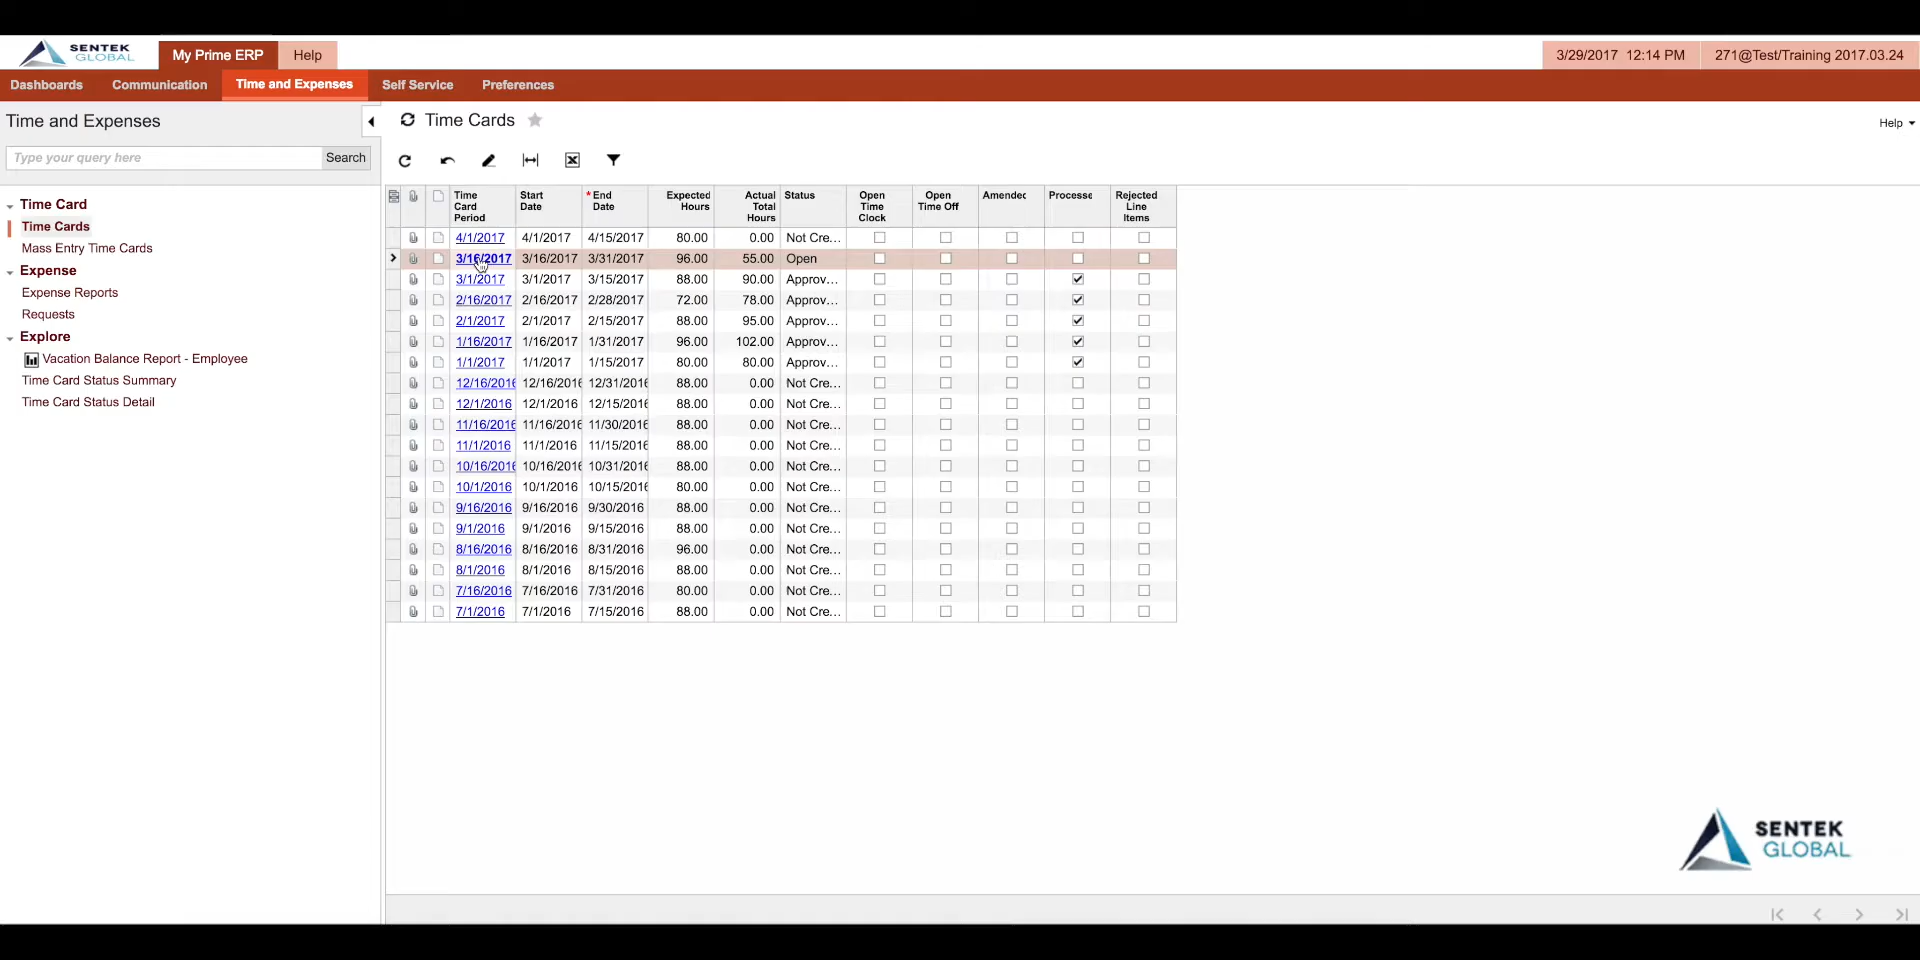 SENTEK
GLOBAL
My Prime ERP
Help
3/29/2017 12:14 PM
271@Test/Training 2017.03.24
Dashboards
Communication
Time and Expenses
Self Service
Preferences
Time and Expenses
Time Cards
Help
Type your query here
Search
Time Card
Time Cards
Mass Entry Time Cards
Expense
Expense Reports
Requests
Explore
Vacation Balance Report - Employee
Time Card Status Summary
Time Card Status Detail
Time Card Period
Start Date
* End Date
Expected Hours
Actual Total Hours
Status
Open Time Clock
Open Time Off
Amended
Processe
Rejected Line Items
4/1/2017 4/1/2017 4/15/2017 80.00 0.00 Not Cre...
3/16/2017 3/16/2017 3/31/2017 96.00 55.00 Open
3/1/2017 3/1/2017 3/15/2017 88.00 90.00 Approv...
2/16/2017 2/16/2017 2/28/2017 72.00 78.00 Approv...
2/1/2017 2/1/2017 2/15/2017 88.00 95.00 Approv...
1/16/2017 1/16/2017 1/31/2017 96.00 102.00 Approv...
1/1/2017 1/1/2017 1/15/2017 80.00 80.00 Approv...
12/16/2016 12/16/2016 12/31/2016 88.00 0.00 Not Cre...
12/1/2016 12/1/2016 12/15/2016 88.00 0.00 Not Cre...
11/16/2016 11/16/2016 11/30/2016 88.00 0.00 Not Cre...
11/1/2016 11/1/2016 11/15/2016 88.00 0.00 Not Cre...
10/16/2016 10/16/2016 10/31/2016 88.00 0.00 Not Cre...
10/1/2016 10/1/2016 10/15/2016 80.00 0.00 Not Cre...
9/16/2016 9/16/2016 9/30/2016 88.00 0.00 Not Cre...
9/1/2016 9/1/2016 9/15/2016 88.00 0.00 Not Cre...
8/16/2016 8/16/2016 8/31/2016 96.00 0.00 Not Cre...
8/1/2016 8/1/2016 8/15/2016 88.00 0.00 Not Cre...
7/16/2016 7/16/2016 7/31/2016 80.00 0.00 Not Cre...
7/1/2016 7/1/2016 7/15/2016 88.00 0.00 Not Cre...
SENTEK
GLOBAL